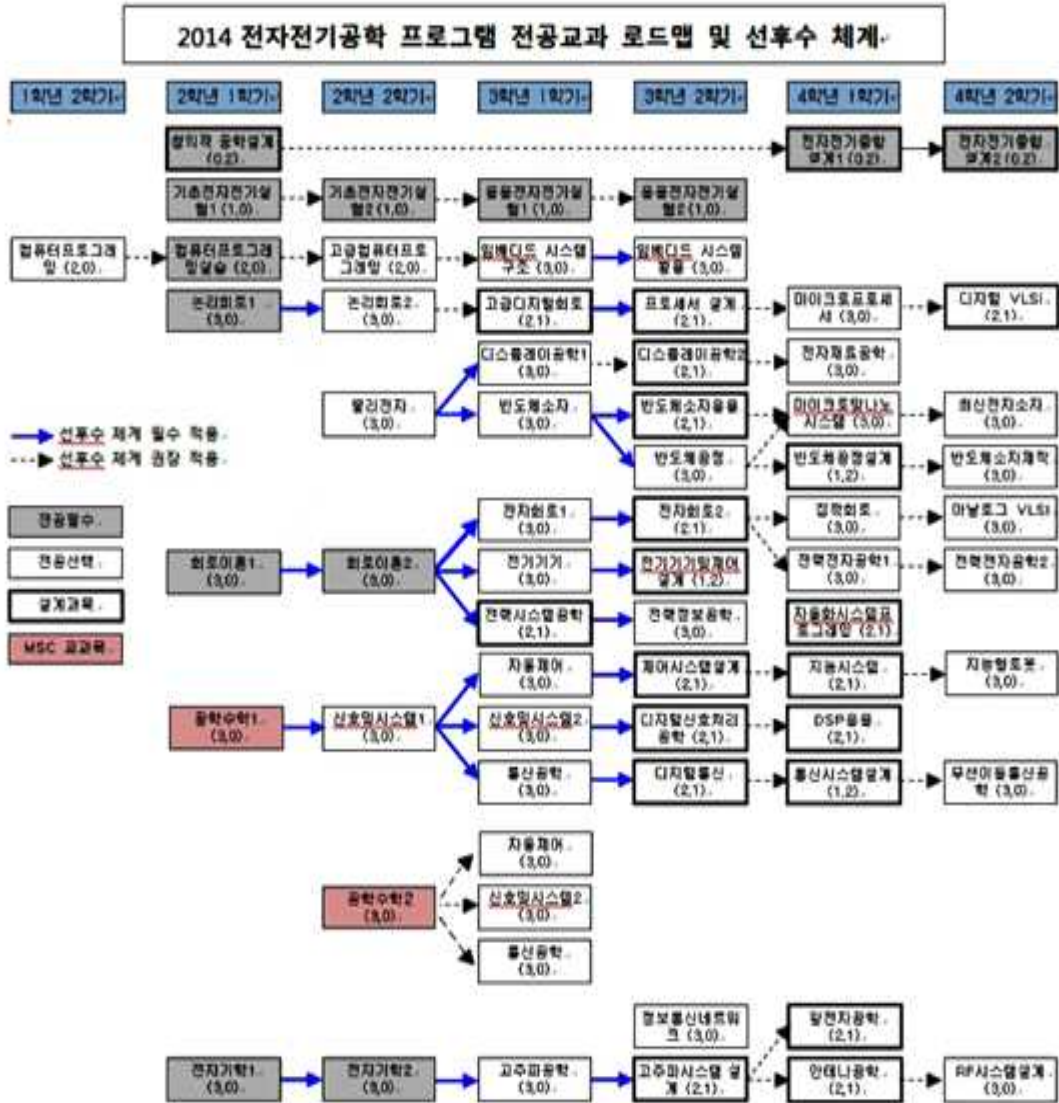 2014 전자전기공학 프로그램 전공교과 로드맵 및 선후수 체계
1학년 2학기
2학년 1학기
2학년 2학기
3학년 1학기
3학년 2학기
4학년 1학기
4학년 2학기
창의적 공학설계
(0,2)
전자전기종합
설계1 (0,2)
전자전기종합
설계2 (0,2)
기초전자전기실
험1 (1,0)
기초전자전기실
험2 (1,0)
응용전자전기실
험1 (1,0)
응용전자전기실
험2 (1,0)
컴퓨터프로그래
밍 (2,0)
컴퓨터프로그래
밍실습 (2,0)
고급컴퓨터프로
그래밍 (2,0)
임베디드 시스템
구조 (3,0)
임베디드 시스템
활용 (3,0)
논리회로1
(3,0)
논리회로2
(3,0)
고급디지털회로
(2,1)
프로세서 설계
(2,1)
마이크로프로세
서 (3,0)
디지털 VLSI
(2,1)
디스플레이공학1
(3,0)
디스플레이공학2
(2,1)
전자재료공학
(3,0)
물리전자
(3,0)
반도체소자
(3,0)
반도체소자응용
(2,1)
마이크로및나노
시스템 (3,0)
최신전자소자
(3,0)
선후수 체계 필수 적용
선후수 체계 권장 적용
반도체공정
(3,0)
반도체공정설계
(1,2)
반도체소자제작
(3,0)
전공필수
전공선택
설계과목
MSC 교과목
전자회로1
(3,0)
전자회로2
(2,1)
집적회로
(3,0)
아날로그 VLSI
(3,0)
회로이론1
(3,0)
회로이론2
(3,0)
전기기기
(3,0)
전기기기및제어
설계 (1,2)
전력전자공학1
(3,0)
전력전자공학2
(3,0)
전력시스템공학
(2,1)
전력정보공학
(3,0)
자동화시스템프
로그래밍 (2,1)
자동제어
(3,0)
제어시스템설계
(2,1)
지능시스템
(2,1)
지능형로봇
(3,0)
공학수학1
(3,0)
신호및시스템1
(3,0)
신호및시스템2
(3,0)
디지털신호처리
공학 (2,1)
DSP응용
(2,1)
통신공학
(3,0)
디지털통신
(2,1)
통신시스템설계
(1,2)
무선이동통신공
학 (3,0)
자동제어
(3,0)
공학수학2
(3,0)
신호및시스템2
(3,0)
통신공학
(3,0)
정보통신네트워
크 (3,0)
광전자공학
(2,1)
전자기학1
(3,0)
전자기학2
(3,0)
고주파공학
(3,0)
고주파시스템 설
계 (2,1)
안테나공학
(2,1)
RF시스템설계
(3,0)